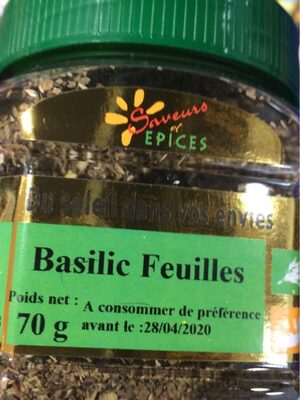 Saveurs
et
EPICES
Du soleil dans vos envies
Basilic Feuilles
Poids net : A consommer de préférence
70 g avant le :28/04/2020